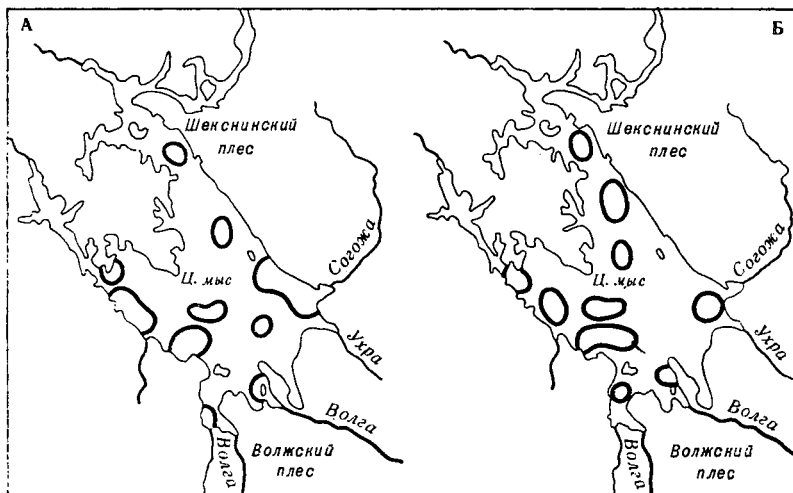 А
Шекснинский
плес
Согожа
Ц. мыс
Ухра
Волга
Волга
Волжский
плес
Б
Шекснинский
плес
Согожа
Ц. мыс
Ухра
Волга
Волга
Волжский
плес